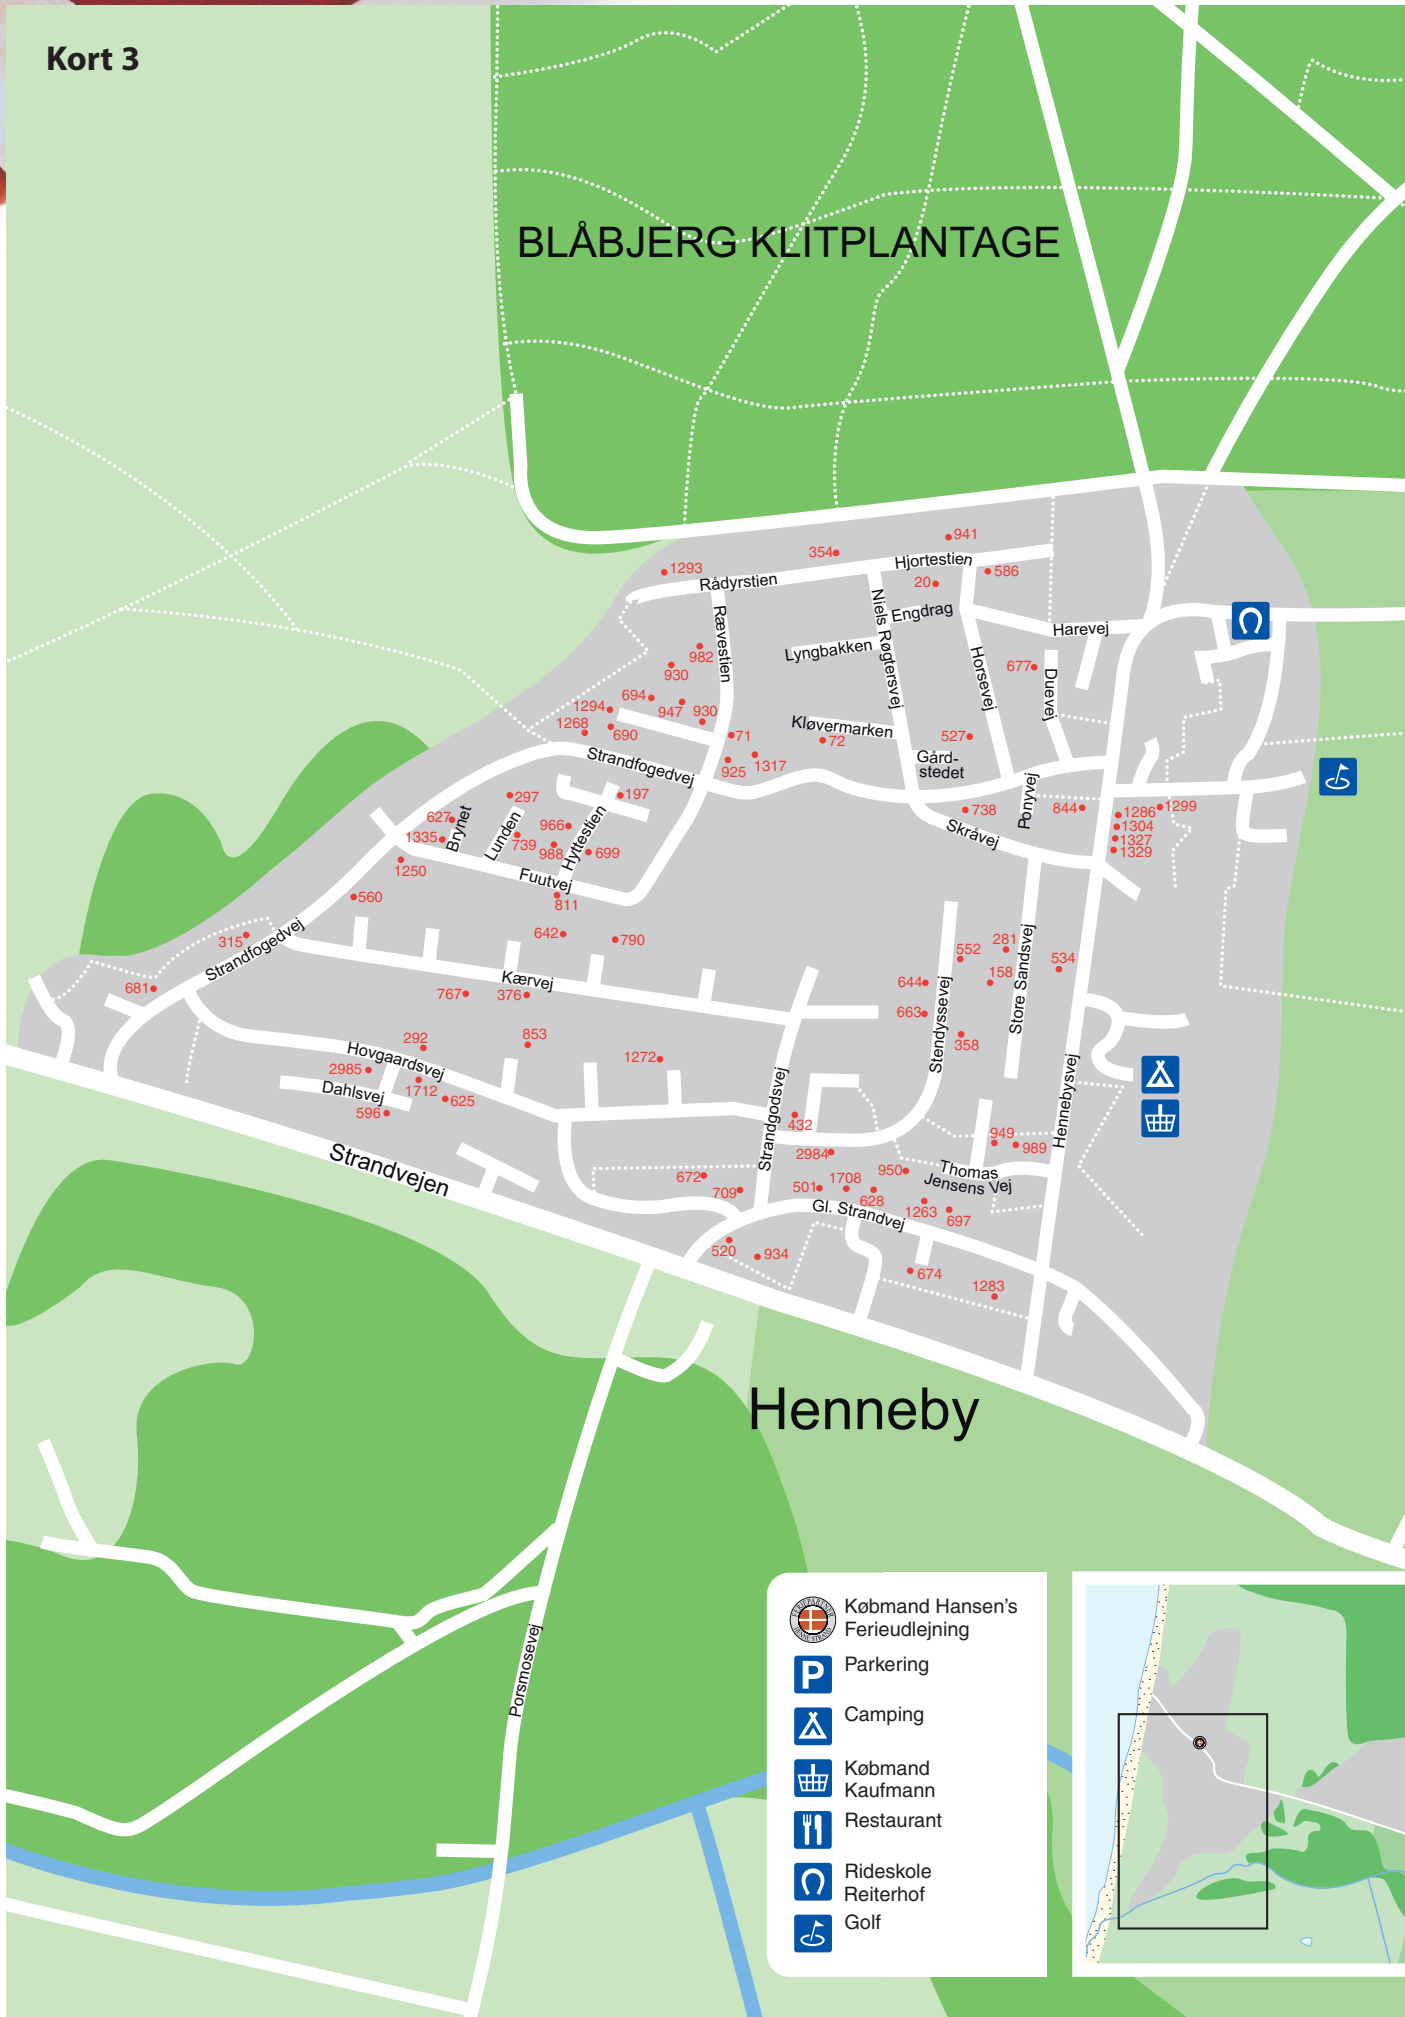 Kort 3
BLÅBJERG KLITPLANTAGE
941
354
Hjortestien
1293
586
Rådyrstien
20
Engdrag
Niels Røgtersvej
Rævestien
Harevej
Lyngbakken
982
930
677
Horsevej
Duevej
694
947
930
1294
1268
690
71
Kløvermarken
72
527
925
1317
Gård-
stedet
Strandfogedvej
297
197
738
Ponyvej
844
1286
1299
1304
1327
1329
Skråvej
627
Brynet
1335
Lunden
739
966
988
Hyttestien
699
1250
Fuutvej
811
560
315
Strandfogedvej
642
790
681
Kærvej
767
376
552
281
158
534
644
663
358
Stendyssevej
Store Sandsvej
853
292
1272
Hovgaardsvej
2985
1712
Dahlsvej
625
596
432
Strandgodsvej
Hennebysvej
949
989
2984
950
Thomas
Jensens Vej
Strandvejen
672
709
501
1708
628
1263
697
Gl. Strandvej
520
934
674
1283
Henneby
Porsmosevej
FERIEPARTNER
HENNE STRAND
Købmand Hansen's
Ferieudlejning
P
Parkering
Camping
Købmand
Kaufmann
Restaurant
Rideskole
Reiterhof
Golf